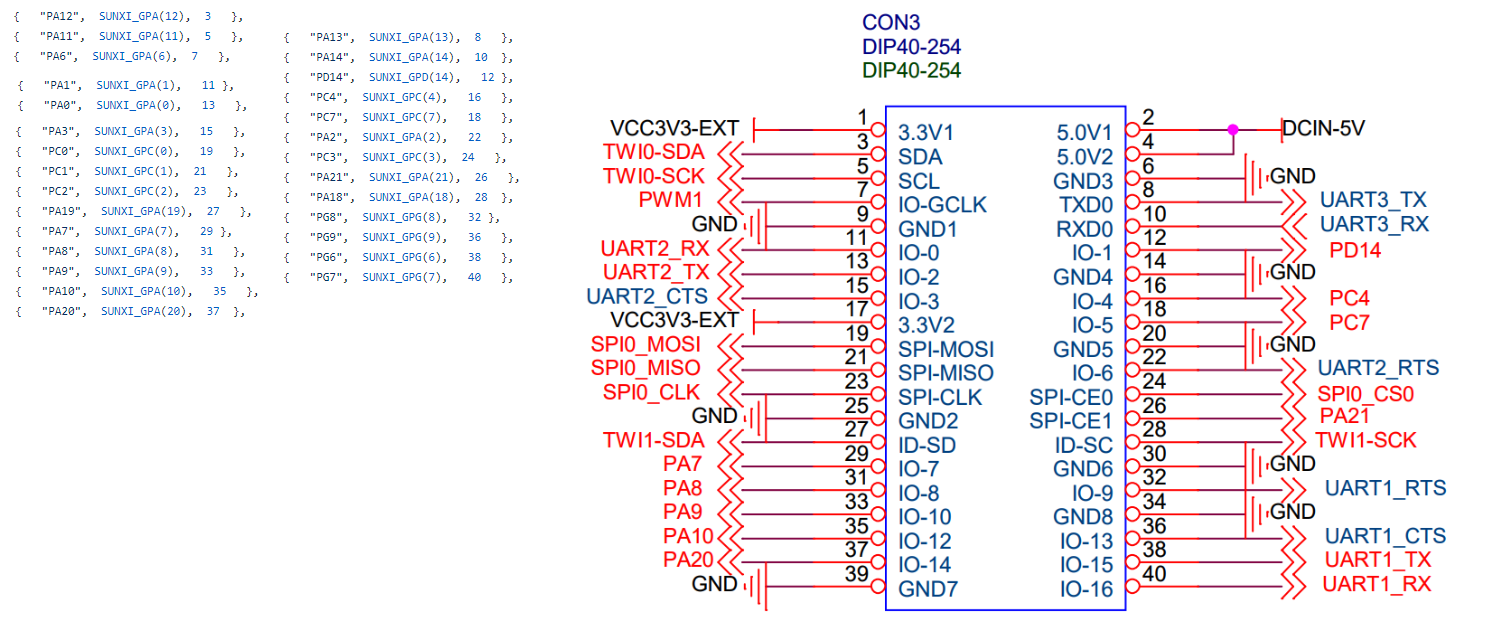 { "PA12", SUNXI_GPA(12), 3 },
{ "PA11", SUNXI_GPA(11), 5 },
{ "PA6", SUNXI_GPA(6), 7 },
{ "PA1", SUNXI_GPA(1), 11 },
{ "PA0", SUNXI_GPA(0), 13 },
{ "PA3", SUNXI_GPA(3), 15 },
{ "PC0", SUNXI_GPC(0), 19 },
{ "PC1", SUNXI_GPC(1), 21 },
{ "PC2", SUNXI_GPC(2), 23 },
{ "PA19", SUNXI_GPA(19), 27 },
{ "PA7", SUNXI_GPA(7), 29 },
{ "PA8", SUNXI_GPA(8), 31 },
{ "PA9", SUNXI_GPA(9), 33 },
{ "PA10", SUNXI_GPA(10), 35 },
{ "PA20", SUNXI_GPA(20), 37 },
{ "PA13", SUNXI_GPA(13), 8 },
{ "PA14", SUNXI_GPA(14), 10 },
{ "PD14", SUNXI_GPD(14), 12 },
{ "PC4", SUNXI_GPC(4), 16 },
{ "PC7", SUNXI_GPC(7), 18 },
{ "PA2", SUNXI_GPA(2), 22 },
{ "PC3", SUNXI_GPC(3), 24 },
{ "PA21", SUNXI_GPA(21), 26 },
{ "PA18", SUNXI_GPA(18), 28 },
{ "PG8", SUNXI_GPG(8), 32 },
{ "PG9", SUNXI_GPG(9), 36 },
{ "PG6", SUNXI_GPG(6), 38 },
{ "PG7", SUNXI_GPG(7), 40 },
CON3
DIP40-254
DIP40-254
VCC3V3-EXT 1 3.3V1 5.0V1 2 DCIN-5V
TWI0-SDA 3 SDA 5.0V2 4
TWI0-SCK 5 SCL GND3 6 GND
PWM1 7 IO-GCLK TXD0 8 UART3_TX
GND 9 GND1 RXD0 10 UART3_RX
UART2_RX 11 IO-0 IO-1 12 PD14
UART2_TX 13 IO-2 GND4 14 GND
UART2_CTS 15 IO-3 IO-4 16 PC4
VCC3V3-EXT 17 3.3V2 IO-5 18 PC7
SPI0_MOSI 19 SPI-MOSI GND5 20 GND
SPI0_MISO 21 SPI-MISO IO-6 22 UART2_RTS
SPI0_CLK 23 SPI-CLK SPI-CE0 24 SPI0_CS0
GND 25 GND2 SPI-CE1 26 PA21
TWI1-SDA 27 ID-SD ID-SC 28 TWI1-SCK
PA7 29 IO-7 GND6 30 GND
PA8 31 IO-8 IO-9 32 UART1_RTS
PA9 33 IO-10 GND8 34 GND
PA10 35 IO-12 IO-13 36 UART1_CTS
PA20 37 IO-14 IO-15 38 UART1_TX
GND 39 GND7 IO-16 40 UART1_RX